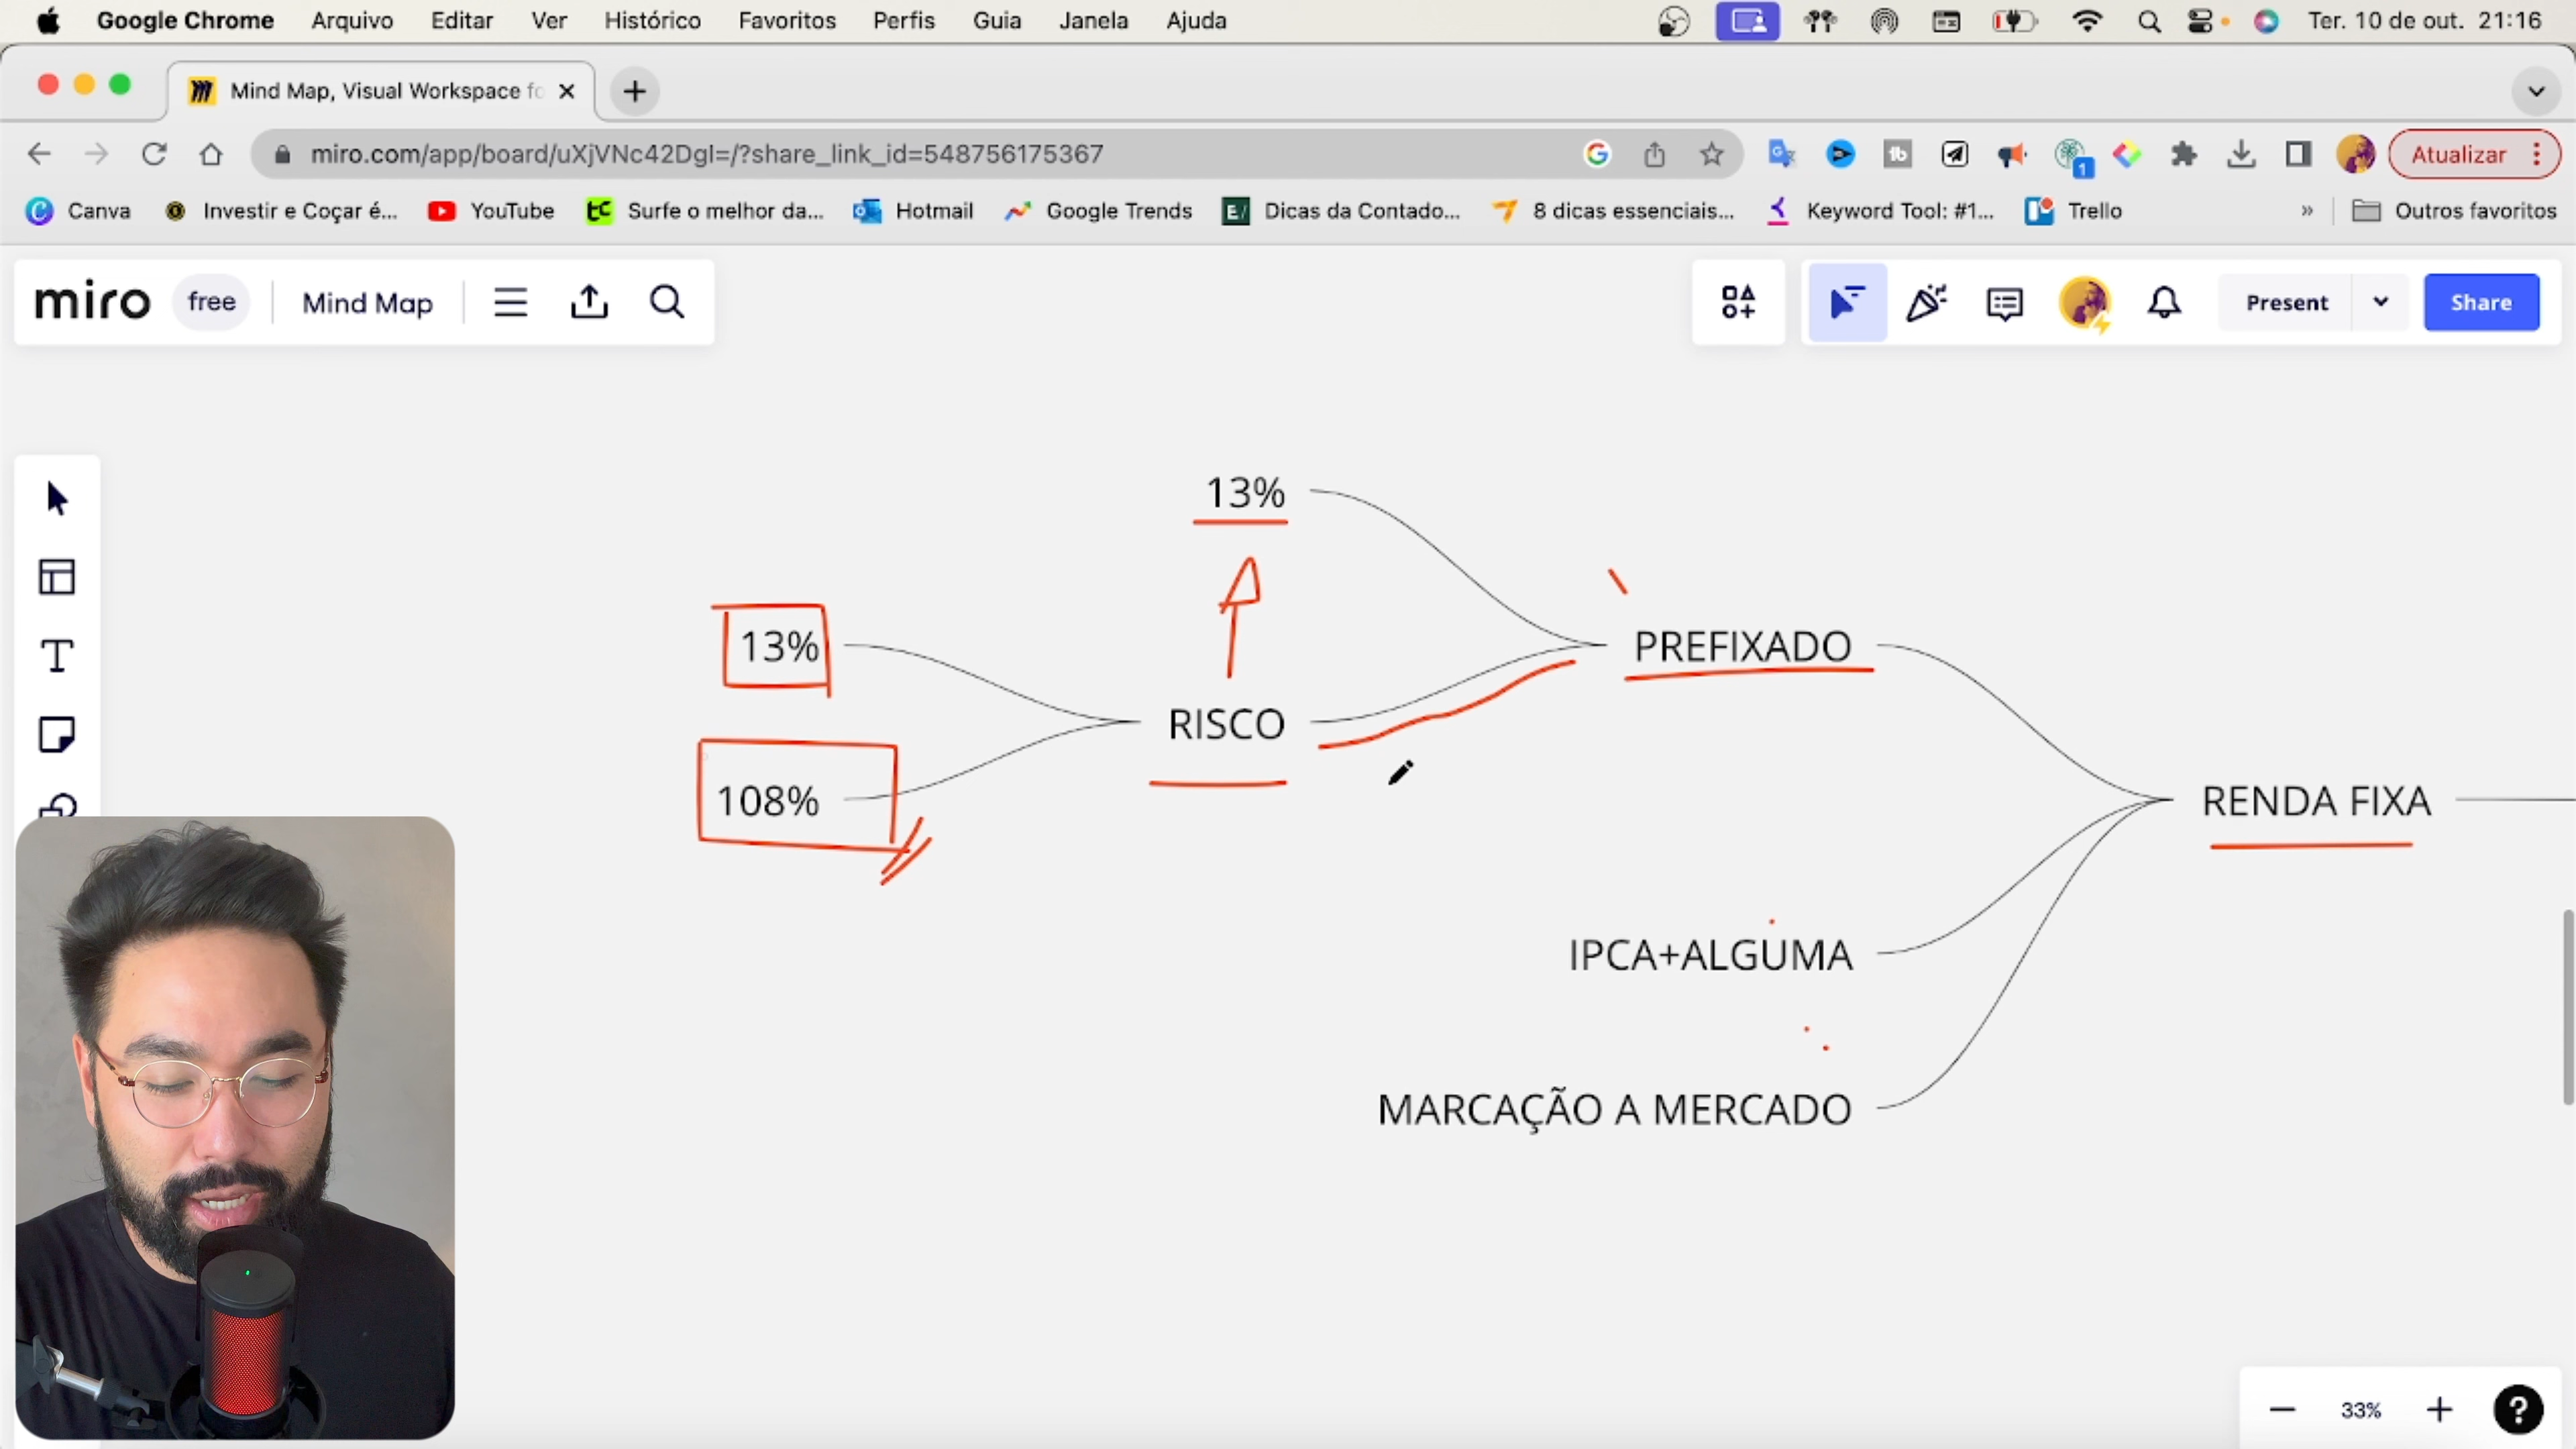 Google Chrome Arquivo Editar Ver Histórico Favoritos Perfis Guia Janela Ajuda Ter. 10 de out. 21:16
Mind Map, Visual Workspace fo
miro.com/app/board/uXjVNc42DgI=/?share_link_id=548756175367
1
Atualizar
Canva Investir e Coçar é... YouTube Surfe o melhor da... Hotmail Google Trends Dicas da Contado... 8 dicas essenciais... Keyword Tool: #1... Trello » Outros favoritos
miro free Mind Map Present Share
13%
13%
PREFIXADO
RISCO
108%
RENDA FIXA
IPCA+ALGUMA
MARCAÇÃO A MERCADO
33%